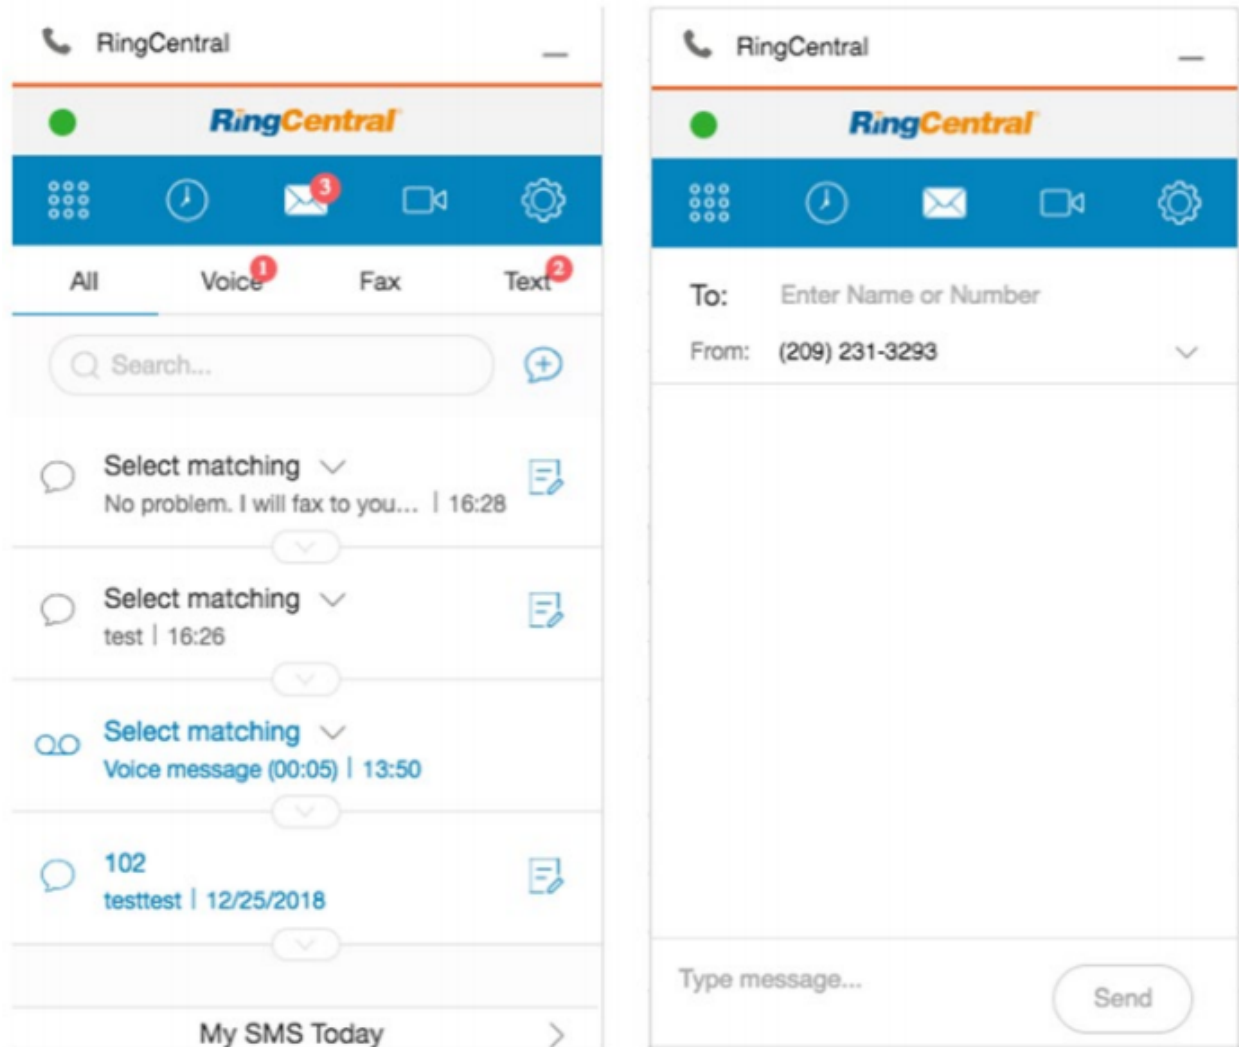 RingCentral
RingCentral
3
All
Voice 1
Fax
Text 2
Search...
Select matching
No problem. I will fax to you... | 16:28
Select matching
test | 16:26
Select matching
Voice message (00:05) | 13:50
102
testtest | 12/25/2018
My SMS Today
RingCentral
RingCentral
To: Enter Name or Number
From: (209) 231-3293
Type message...
Send